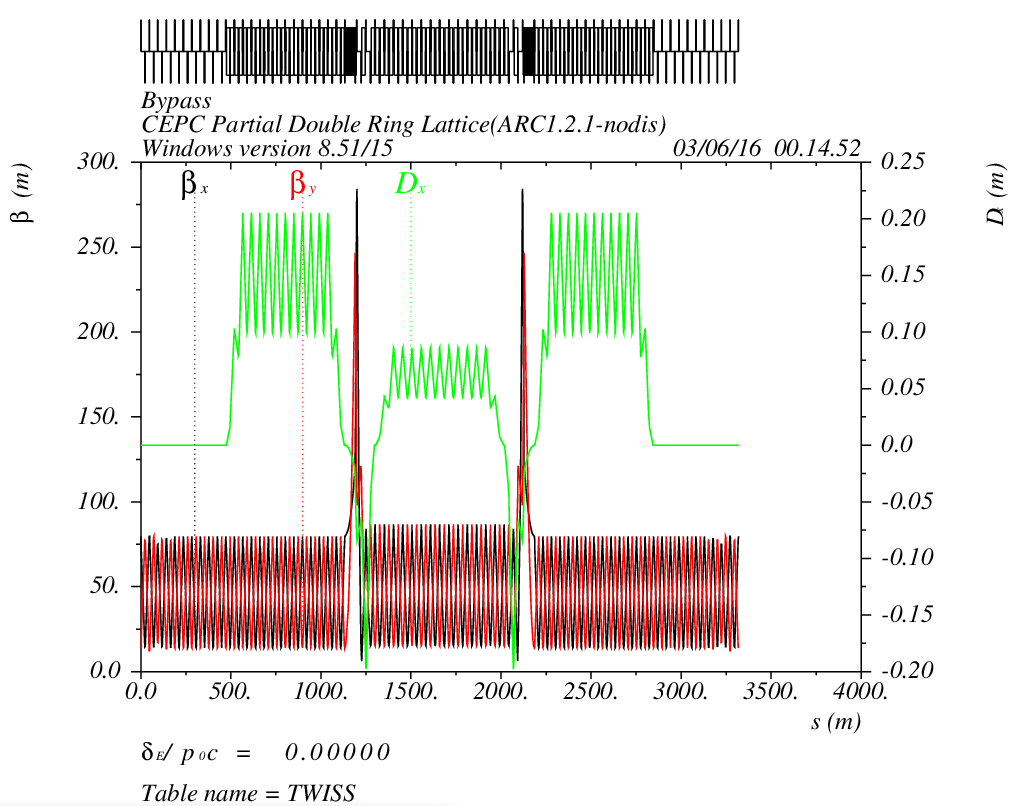 Bypass
CEPC Partial Double Ring Lattice(ARC1.2.1-nodis)
Windows version 8.51/15 03/06/16 00.14.52
β (m)
300.
250.
200.
150.
100.
50.
0.0
βx βy Dx
0.25
0.20
0.15
0.10
0.05
0.0
-0.05
-0.10
-0.15
-0.20
Dx (m)
0.0 500. 1000. 1500. 2000. 2500. 3000. 3500. 4000.
s (m)
δE/ p0c = 0.00000
Table name = TWISS